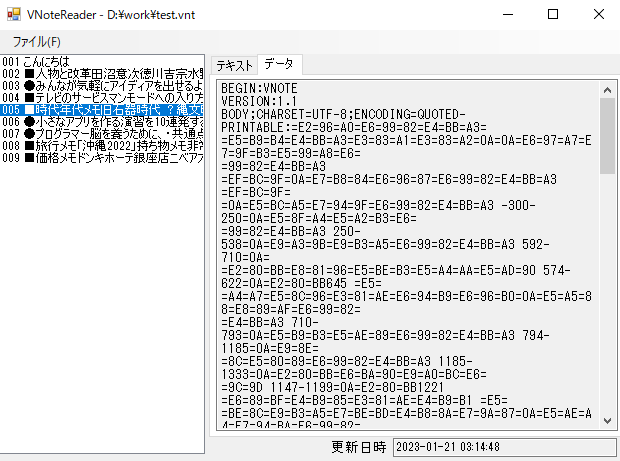 VNoteReader - D:¥work¥test.vnt
ファイル(F)
001 こんにちは
002 ■人物と改革田沼意次徳川吉宗水野
003 ●みんなが気軽にアイディアを出せるよ
004 ■テレビのサービスマンモードへの入り方
005 ■時代年代メモ旧石器時代 ?縄文時
006 ●小さなアプリを作る演習を10連発する
007 ●プログラマー脳を養うために、・共通点
008 ■旅行メモ「沖縄2022」持ち物メモ非常
009 ■価格メモドンキホーテ銀座店ニベアフ
テキスト データ
BEGIN:VNOTE
VERSION:1.1
BODY;CHARSET=UTF-8;ENCODING=QUOTED-
PRINTABLE:=E2=96=A0=E6=99=82=E4=BB=A3=
=E5=B9=B4=E4=BB=A3=E3=83=A1=E3=83=A2=0A=0A=E6=97=A7=E
7=9F=B3=E5=99=A8=E6=
=99=82=E4=BB=A3
=EF=BC=9F=0A=E7=B8=84=E6=96=87=E6=99=82=E4=BB=A3
=EF=BC=9F=
=0A=E5=BC=A5=E7=94=9F=E6=99=82=E4=BB=A3 -300-
250=0A=E5=8F=A4=E5=A2=B3=E6=
=99=82=E4=BB=A3 250-
538=0A=E9=A3=9B=E9=B3=A5=E6=99=82=E4=BB=A3 592-
710=0A=
=E2=80=BB=E8=81=96=E5=BE=B3=E5=A4=AA=E5=AD=90 574-
622=0A=E2=80=BB645 =E5=
=A4=A7=E5=8C=96=E3=81=AE=E6=94=B9=E6=96=B0=0A=E5=A5=8
8=E8=89=AF=E6=99=82=
=E4=BB=A3 710-
793=0A=E5=B9=B3=E5=AE=89=E6=99=82=E4=BB=A3 794-
1185=0A=E9=8E=
=8C=E5=80=89=E6=99=82=E4=BB=A3 1185-
1333=0A=E2=80=BB=E6=BA=90=E9=A0=BC=E6=
=9C=9D 1147-1199=0A=E2=80=BB1221
=E6=89=BF=E4=B9=85=E3=81=AE=E4=B9=B1 =E5=
=BE=8C=E9=B3=A5=E7=BE=BD=E4=B8=8A=E7=9A=87=0A=E5=AE=A
4=E7=94=BA=E6=99=82=
更新日時 2023-01-21 03:14:48